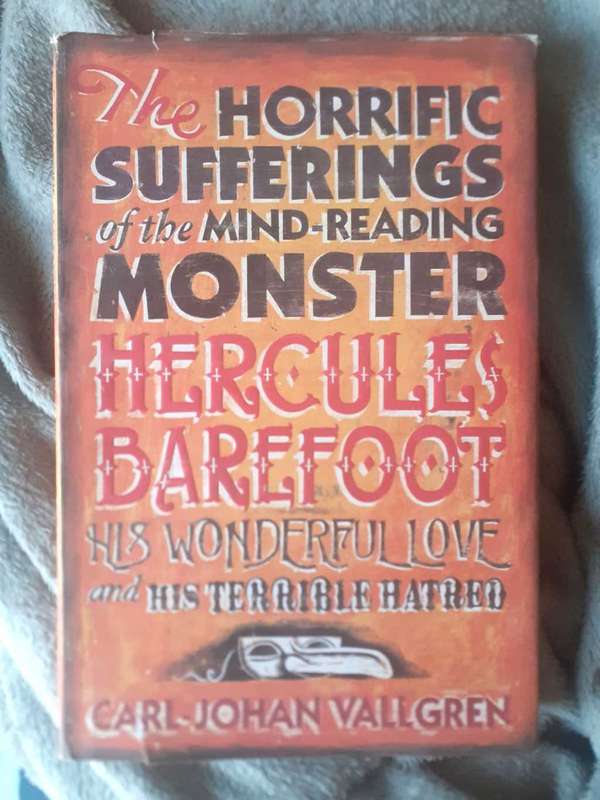 The HORRIFIC
SUFFERINGS
of the MIND-READING
MONSTER
HERCULES
BAREFOOT
HIS WONDERFUL LOVE
and HIS TERRIBLE HATRED
CARL-JOHAN VALLGREN